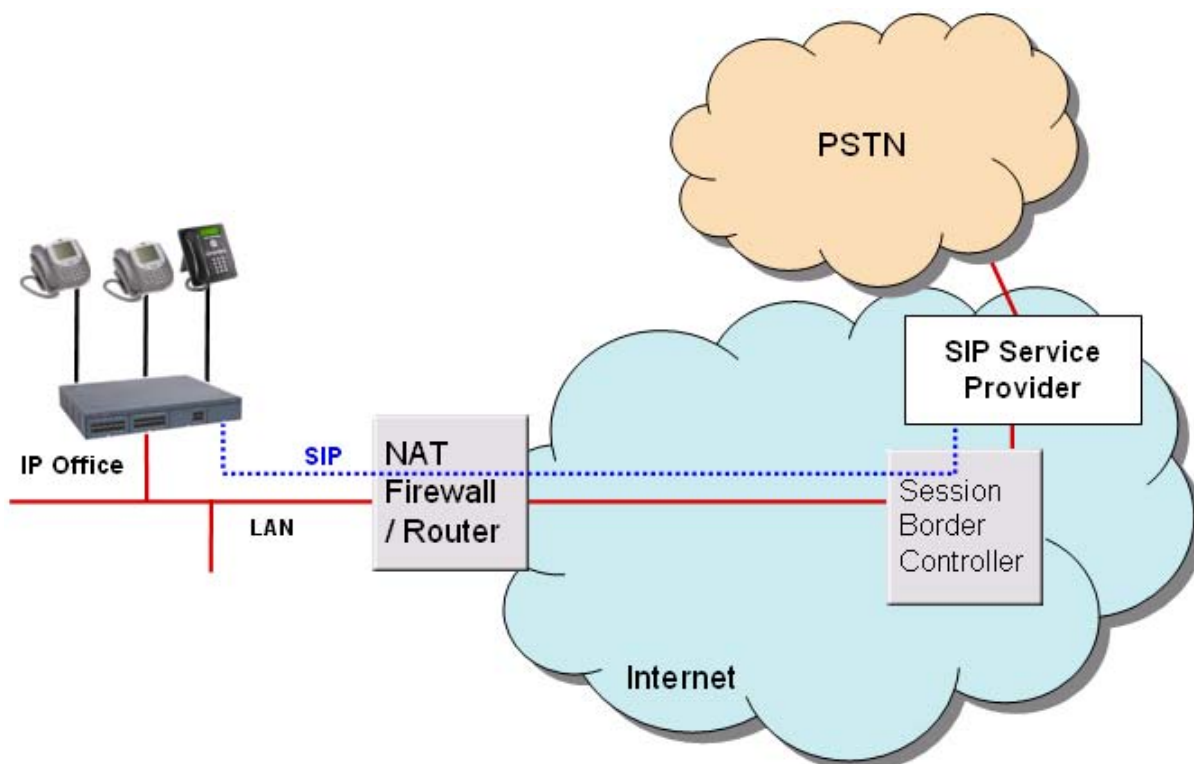 PSTN
SIP Service
Provider
IP Office
SIP
NAT
Firewall
/ Router
LAN
Session
Border
Controller
Internet